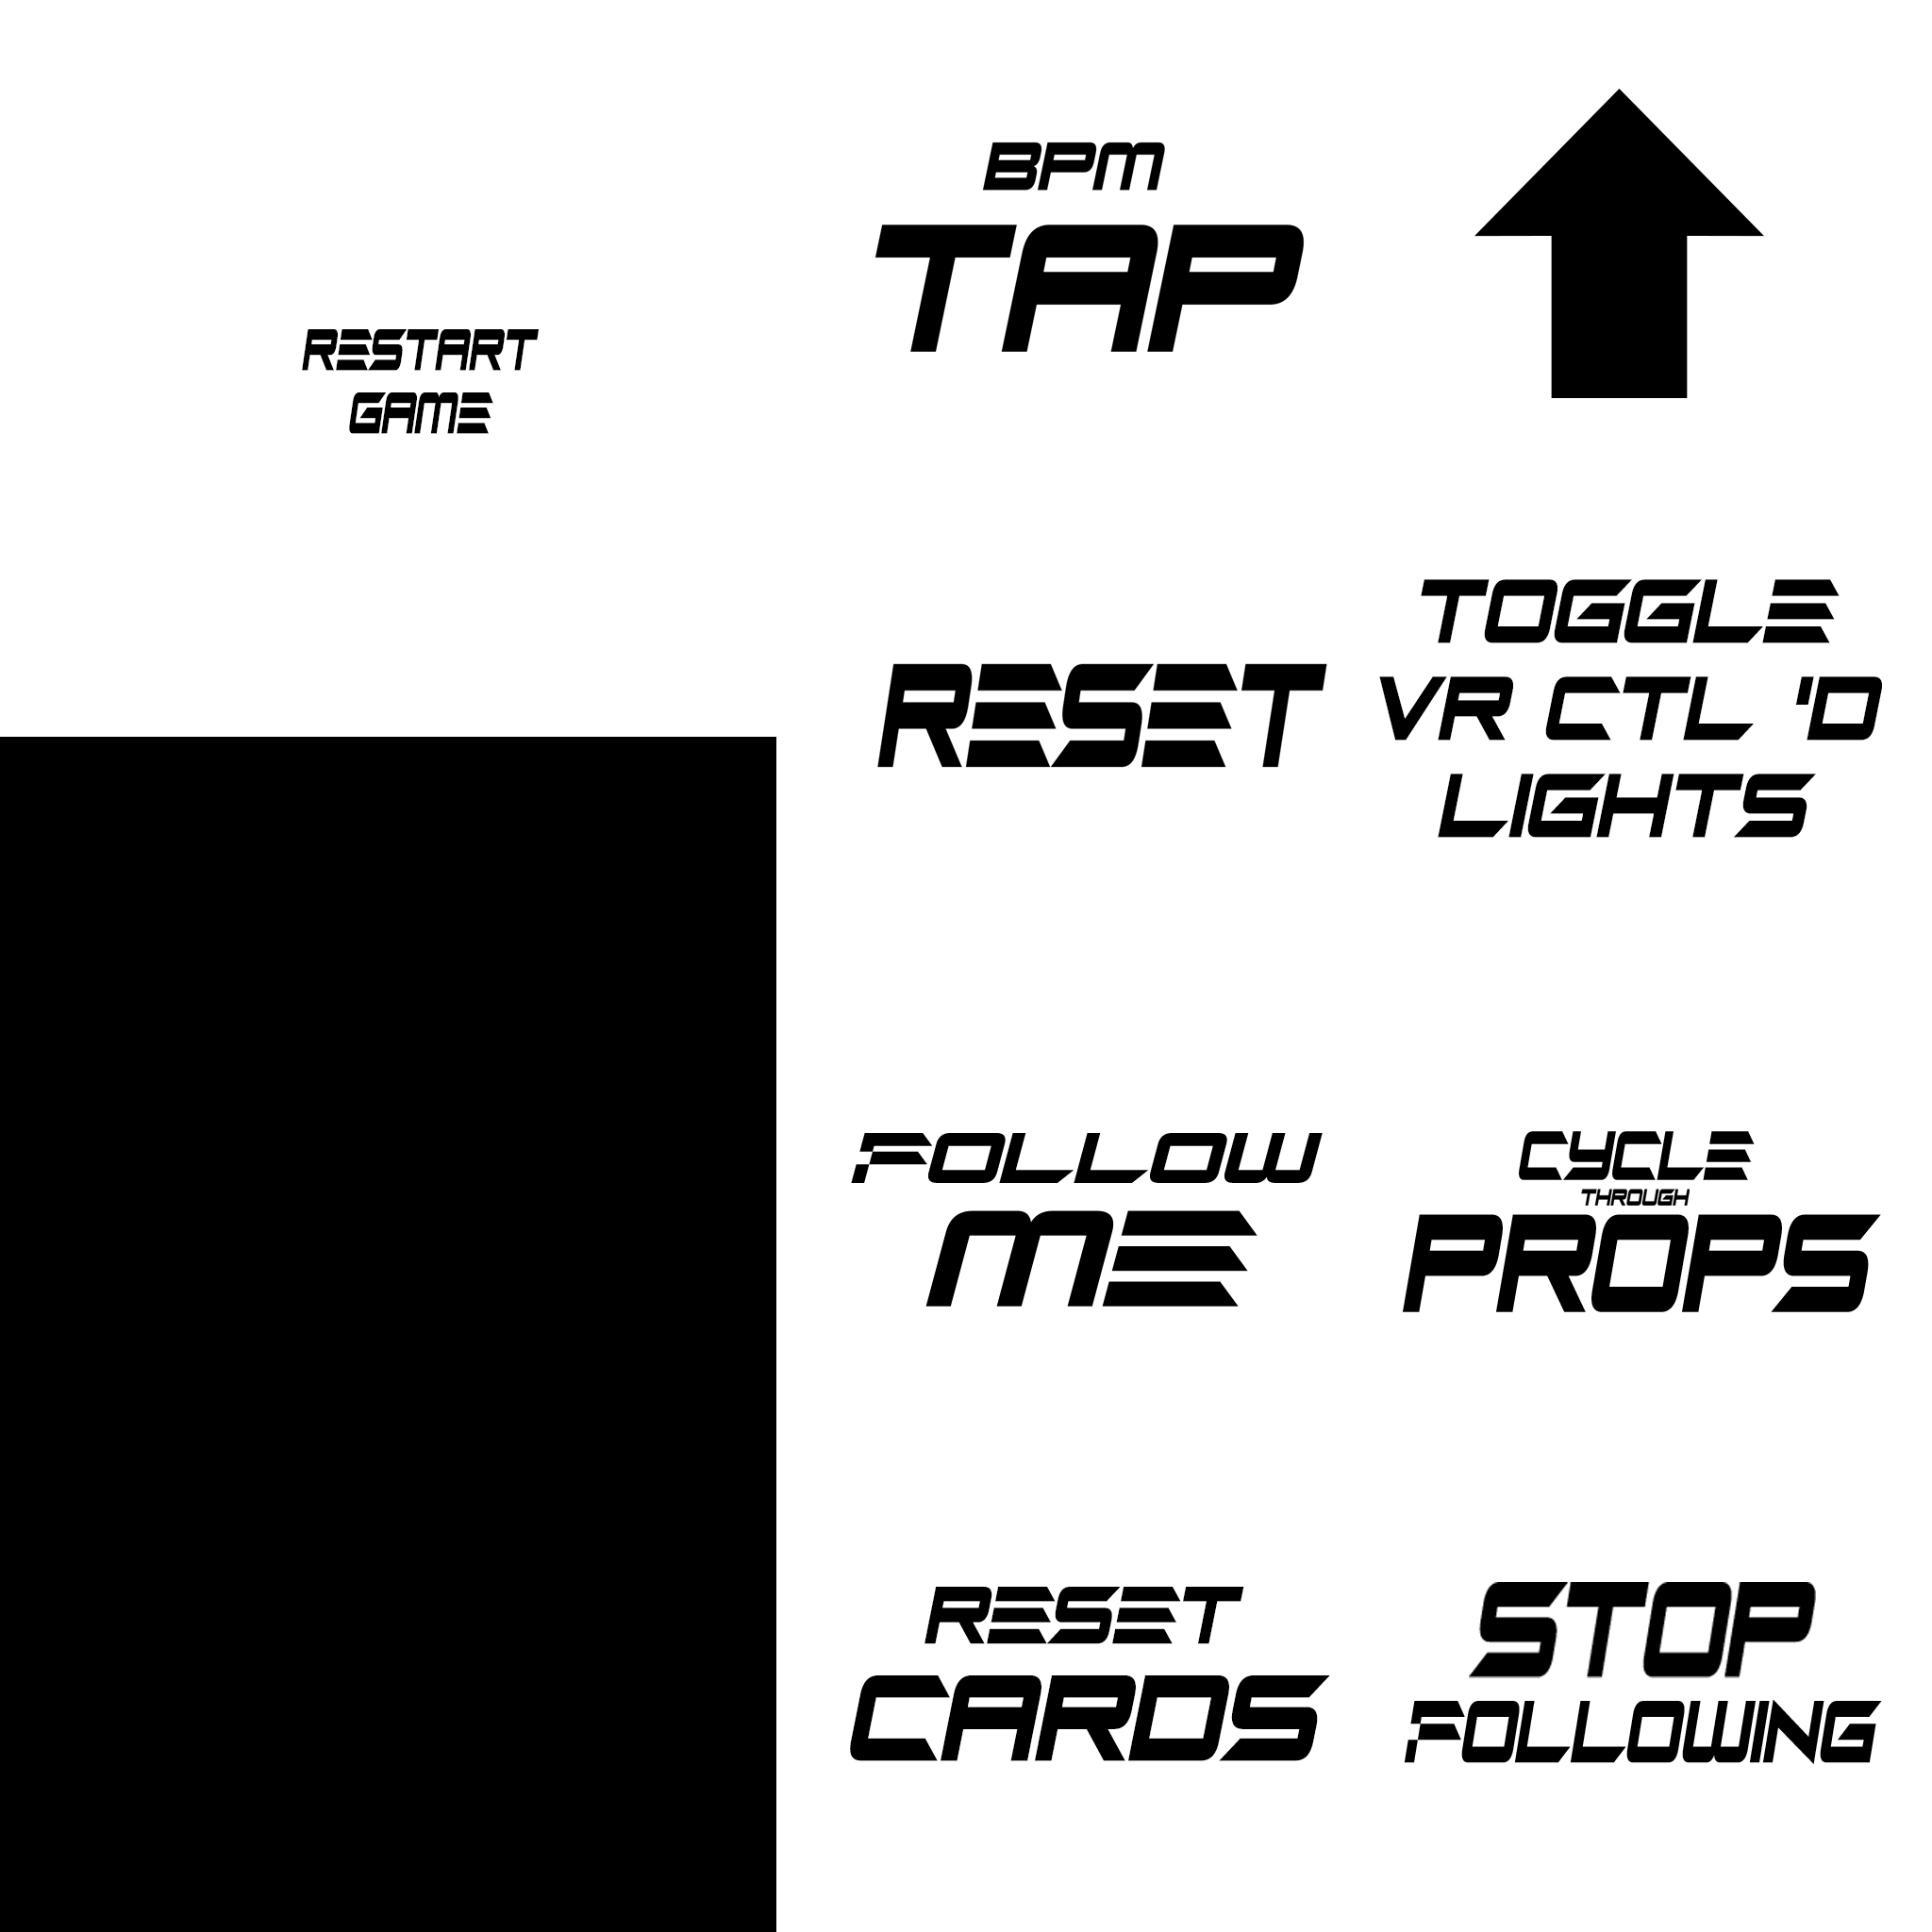 RESTART
GAME
BPM
TAP
RESET
TOGGLE
VR CTL 'D
LIGHTS
FOLLOW
ME
CYCLE
THROUGH
PROPS
RESET
CARDS
STOP
FOLLOWING